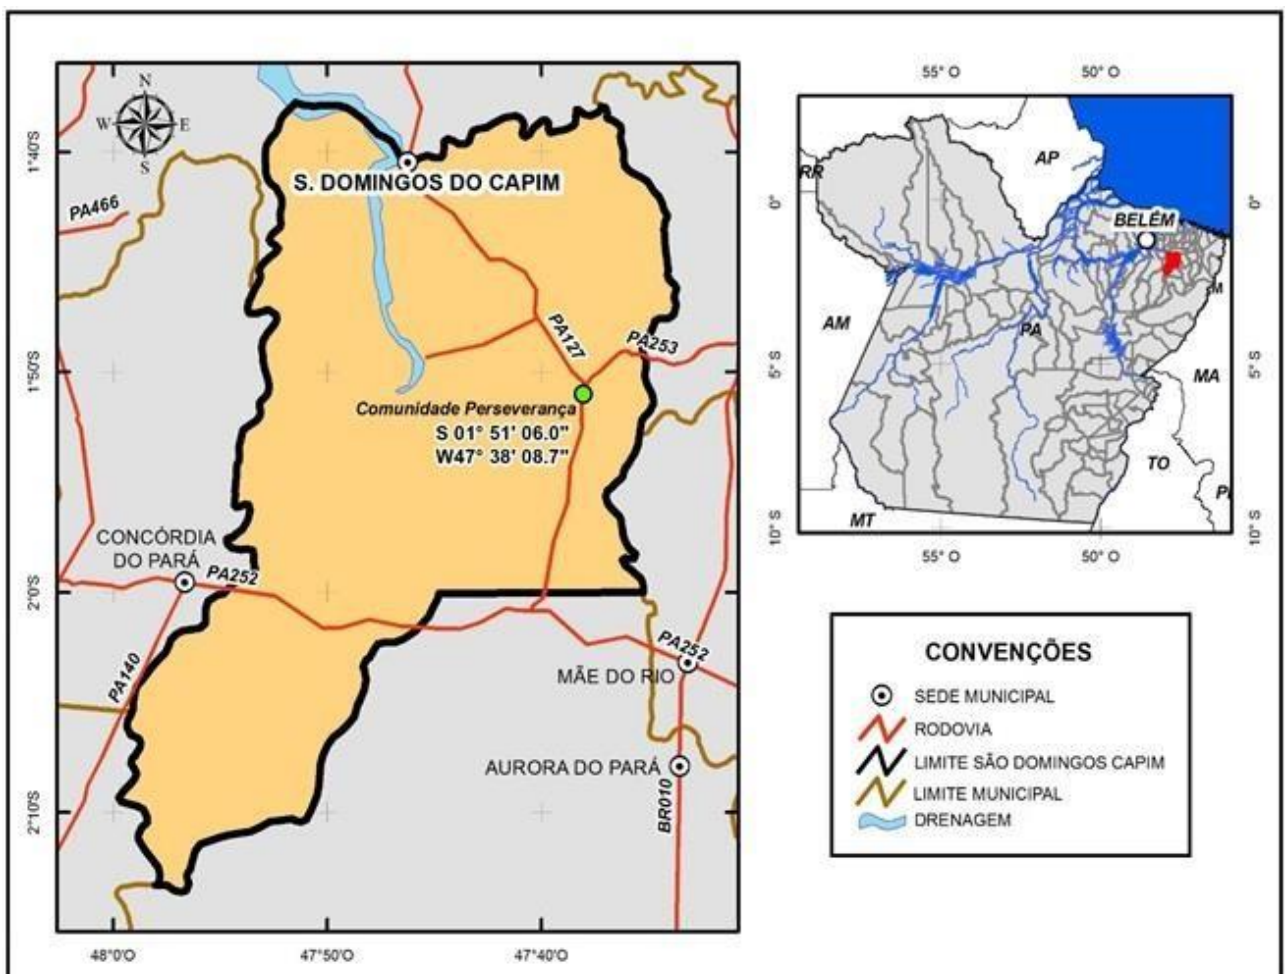 N
W E
S
1°40'S
1°50'S
2°0'S
2°10'S
48°0'O
47°50'O
47°40'O
S. DOMINGOS DO CAPIM
PA466
PA127
PA253
Comunidade Perseverança
S 01° 51' 06.0"
W47° 38' 08.7"
CONCÓRDIA
DO PARÁ
PA252
PA140
PA252
MÃE DO RIO
AURORA DO PARÁ
BR010
55° O
50° O
0°
5° S
10° S
0°
5° S
10° S
55° O
50° O
RR
AP
BELÉM
AM
PA
M
MA
TO
MT
CONVENÇÕES
SEDE MUNICIPAL
RODOVIA
LIMITE SÃO DOMINGOS CAPIM
LIMITE MUNICIPAL
DRENAGEM